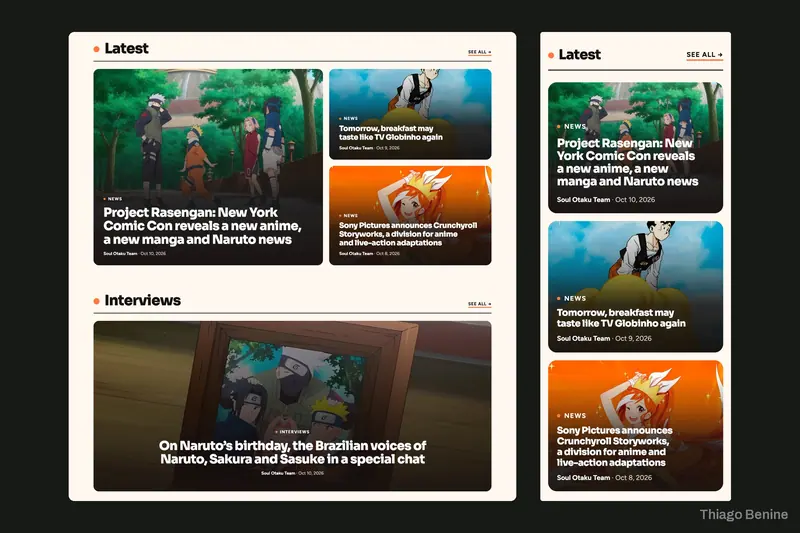 Latest
SEE ALL →
NEWS
Project Rasengan: New York
Comic Con reveals a new anime,
a new manga and Naruto news
Soul Otaku Team · Oct 10, 2026
NEWS
Tomorrow, breakfast may
taste like TV Globinho again
Soul Otaku Team · Oct 9, 2026
NEWS
Sony Pictures announces Crunchyroll
Storyworks, a division for anime
and live-action adaptations
Soul Otaku Team · Oct 8, 2026
Interviews
SEE ALL →
INTERVIEWS
On Naruto's birthday, the Brazilian voices of
Naruto, Sakura and Sasuke in a special chat
Soul Otaku Team · Oct 10, 2026
Latest
SEE ALL →
NEWS
Project Rasengan: New
York Comic Con reveals
a new anime, a new
manga and Naruto news
Soul Otaku Team · Oct 10, 2026
NEWS
Tomorrow, breakfast may
taste like TV Globinho again
Soul Otaku Team · Oct 9, 2026
NEWS
Sony Pictures announces
Crunchyroll Storyworks,
a division for anime and
live-action adaptations
Soul Otaku Team · Oct 8, 2026
Thiago Benine